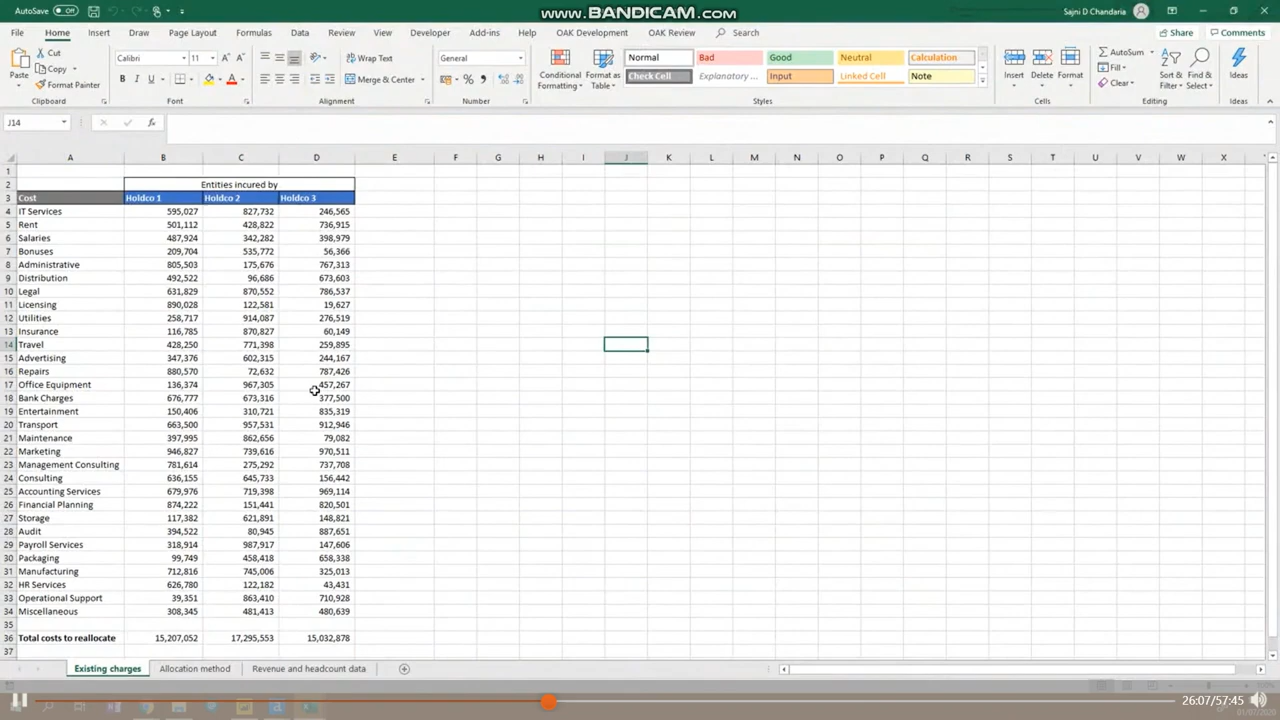 AutoSave Off www.BANDICAM.com Sajni D Chandaria
File Home Insert Draw Page Layout Formulas Data Review View Developer Add-ins Help OAK Development OAK Review Search Share Comments
Cut Calibri 11 Wrap Text General Normal Bad Good Neutral Calculation AutoSum
Paste Copy Conditional Format as Check Cell Explanatory ... Input Linked Cell Note Insert Delete Format Fill Sort & Find & Ideas
Format Painter B I U Merge & Center Formatting Table Clear Filter Select
Clipboard Font Alignment Number Styles Cells Editing Ideas
J14
A B C D E F G H I J K L M N O P Q R S T U V W X
1
2 Entities incured by
3 Cost Holdco 1 Holdco 2 Holdco 3
4 IT Services 595,027 827,732 246,565
5 Rent 501,112 428,822 736,915
6 Salaries 487,924 342,282 398,979
7 Bonuses 209,704 535,772 56,366
8 Administrative 805,503 175,676 767,313
9 Distribution 492,522 96,686 673,603
10 Legal 631,829 870,552 786,537
11 Licensing 890,028 122,581 19,627
12 Utilities 258,717 914,087 276,519
13 Insurance 116,785 870,827 60,149
14 Travel 428,250 771,398 259,895
15 Advertising 347,376 602,315 244,167
16 Repairs 880,570 72,632 787,426
17 Office Equipment 136,374 967,305 457,267
18 Bank Charges 676,777 673,316 377,500
19 Entertainment 150,406 310,721 835,319
20 Transport 663,500 957,531 912,946
21 Maintenance 397,995 862,656 79,082
22 Marketing 946,827 739,616 970,511
23 Management Consulting 781,614 275,292 737,708
24 Consulting 636,155 645,733 156,442
25 Accounting Services 679,976 719,398 969,114
26 Financial Planning 874,222 151,441 820,501
27 Storage 117,382 621,891 148,821
28 Audit 394,522 80,945 887,651
29 Payroll Services 318,914 987,917 147,606
30 Packaging 99,749 458,418 658,338
31 Manufacturing 712,816 745,006 325,013
32 HR Services 626,780 122,182 43,431
33 Operational Support 39,351 863,410 710,928
34 Miscellaneous 308,345 481,413 480,639
35
36 Total costs to reallocate 15,207,052 17,295,553 15,032,878
37
Existing charges Allocation method Revenue and headcount data
26:07/57:45
01/07/2020